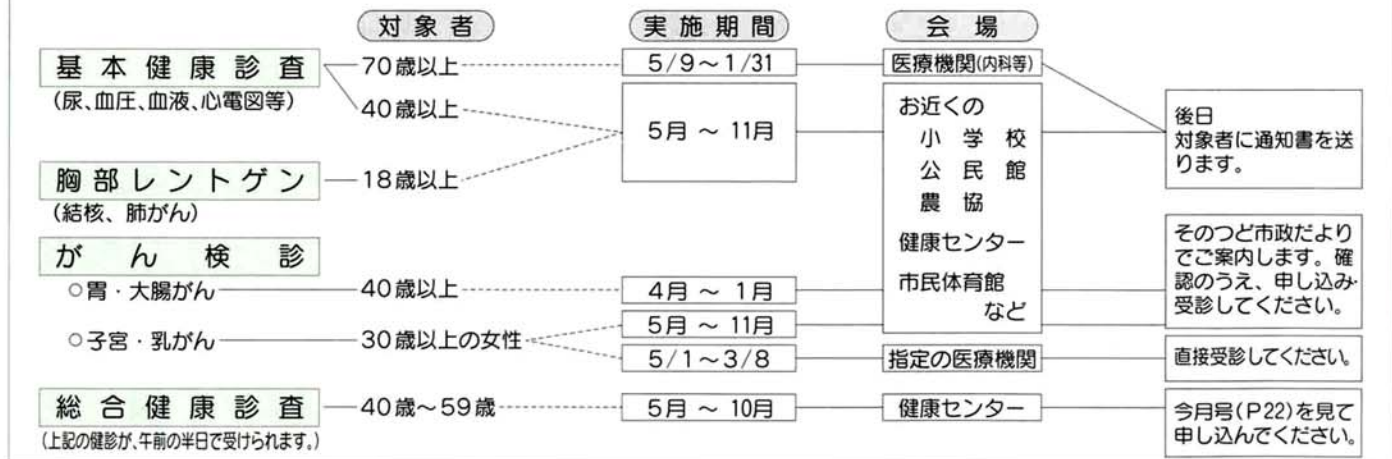 対象者
実施期間
会場
基本健康診査
(尿、血圧、血液、心電図等)
70歳以上
5/9～1/31
医療機関(内科等)
40歳以上
5月～11月
お近くの
小学校
公民館
農協
健康センター
市民体育館
など
後日
対象者に通知書を送
ります。
胸部レントゲン
(結核、肺がん)
18歳以上
がん検診
○胃・大腸がん
40歳以上
4月～1月
そのつど市政だより
でご案内します。確
認のうえ、申し込み
受診してください。
○子宮・乳がん
30歳以上の女性
5月～11月
5/1～3/8
指定の医療機関
直接受診してください。
総合健康診査
(上記の健診が、午前の半日で受けられます。)
40歳～59歳
5月～10月
健康センター
今月号(P22)を見て
申し込んでください。